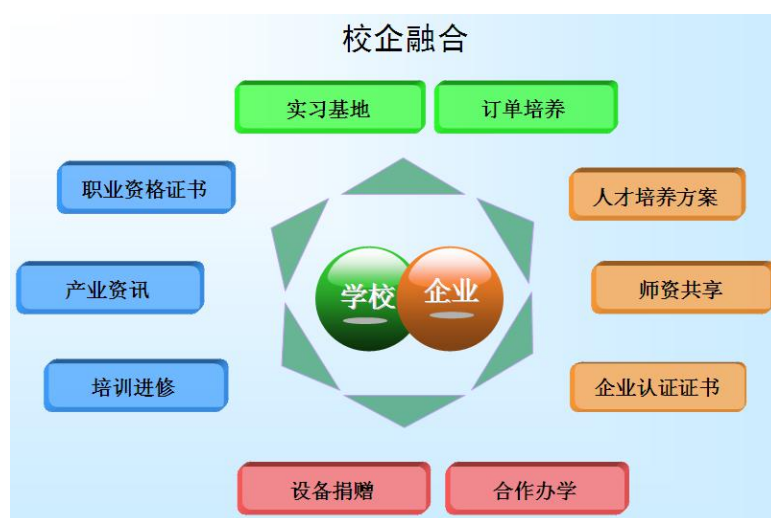 校企融合
实习基地
订单培养
职业资格证书
人才培养方案
产业资讯
学校
企业
师资共享
培训进修
企业认证证书
设备捐赠
合作办学